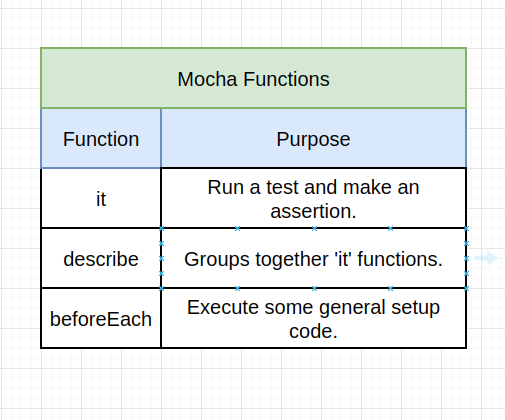 Mocha Functions
Function
Purpose
it
Run a test and make an
assertion.
describe
Groups together 'it' functions.
beforeEach
Execute some general setup
code.